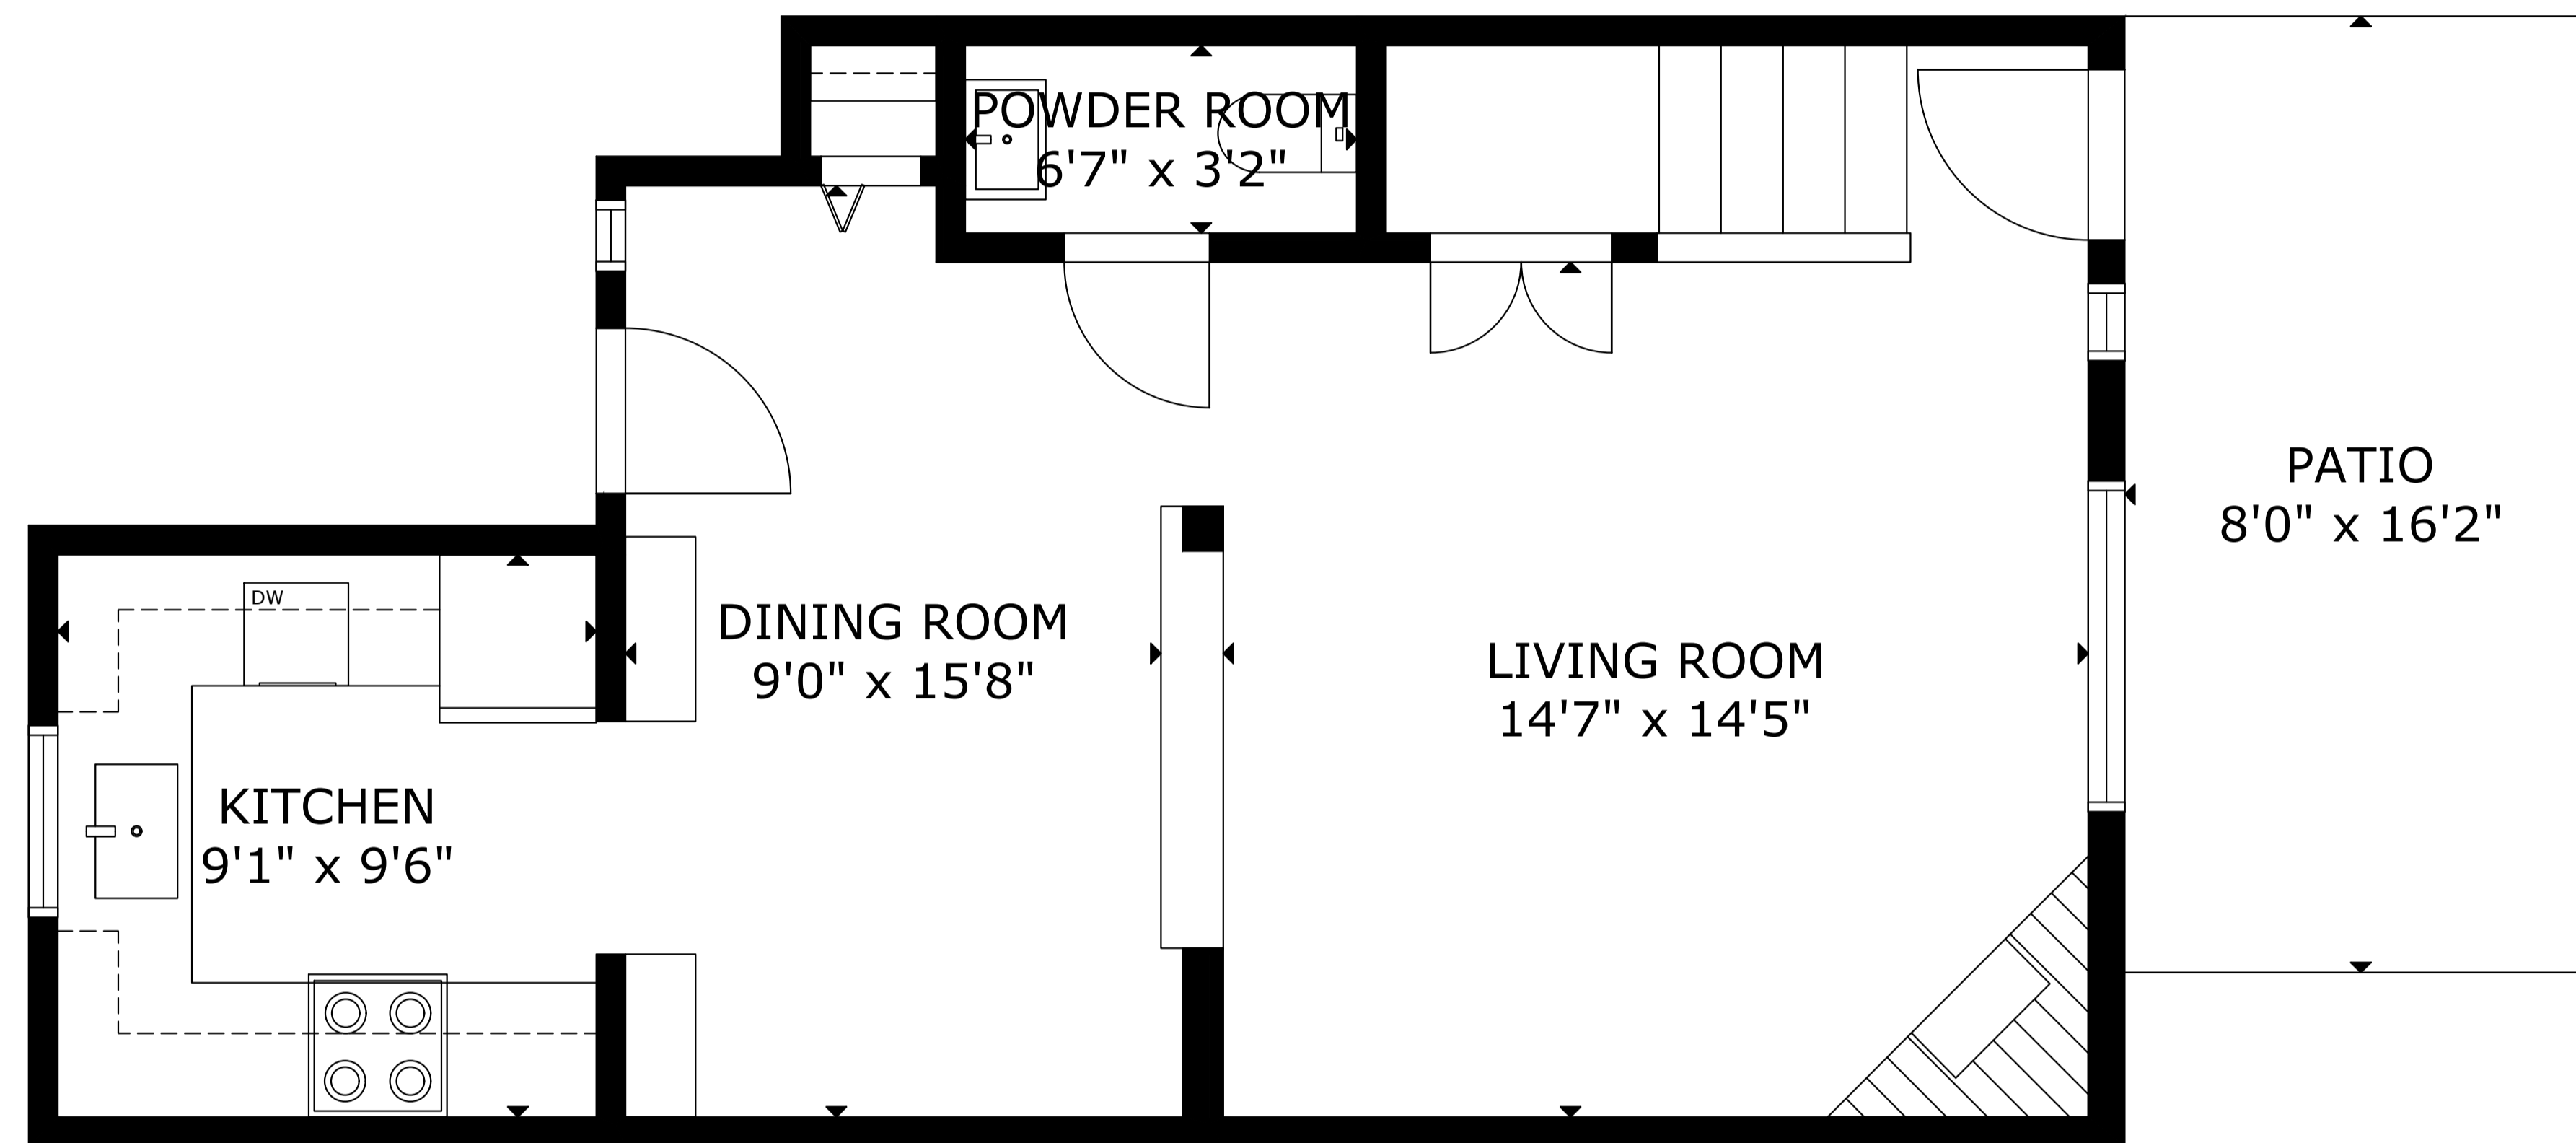 POWDER ROOM
6'7" x 3'2"
PATIO
8'0" x 16'2"
DW
DINING ROOM
9'0" x 15'8"
LIVING ROOM
14'7" x 14'5"
KITCHEN
9'1" x 9'6"